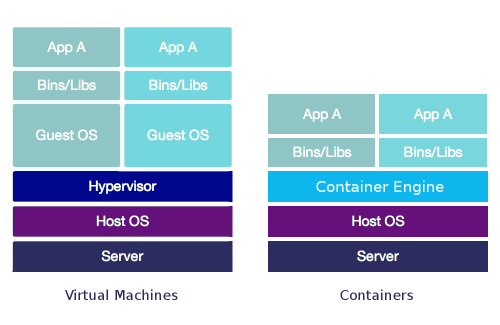 App A App A
Bins/Libs Bins/Libs
Guest OS Guest OS
Hypervisor
Host OS
Server
Virtual Machines
App A App A
Bins/Libs Bins/Libs
Container Engine
Host OS
Server
Containers